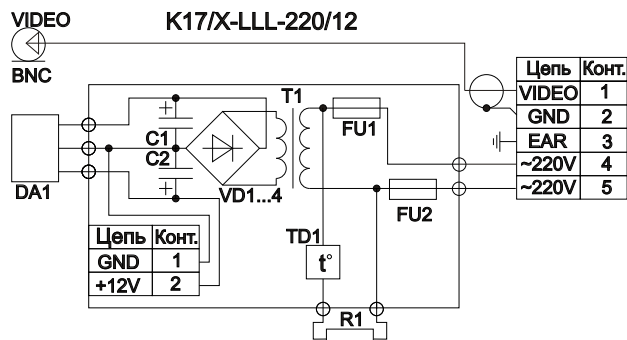 VIDEO
K17/X-LLL-220/12
BNC
Цепь Конт.
VIDEO 1
GND 2
EAR 3
~220V 4
~220V 5
T1
+
C1
C2
+
FU1
DA1
VD1...4
FU2
Цепь Конт.
GND 1
+12V 2
TD1
t°
R1